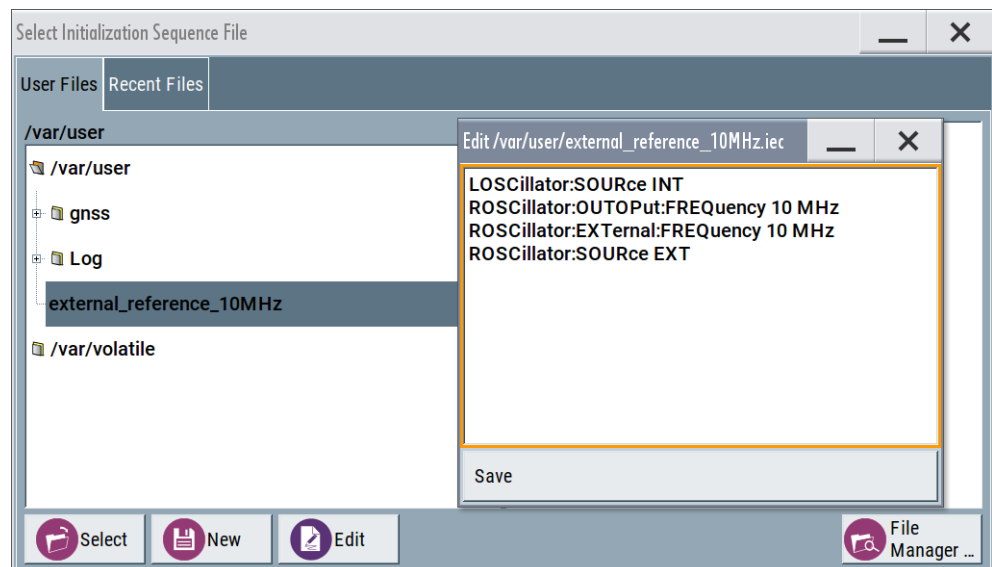 Select Initialization Sequence File
User Files
Recent Files
/var/user
/var/user
gnss
Log
external_reference_10MHz
/var/volatile
Edit /var/user/external_reference_10MHz.iec
LOSCillator:SOURce INT
ROSCillator:OUTOPut:FREQuency 10 MHz
ROSCillator:EXTernal:FREQuency 10 MHz
ROSCillator:SOURce EXT
Save
Select
New
Edit
File
Manager ...